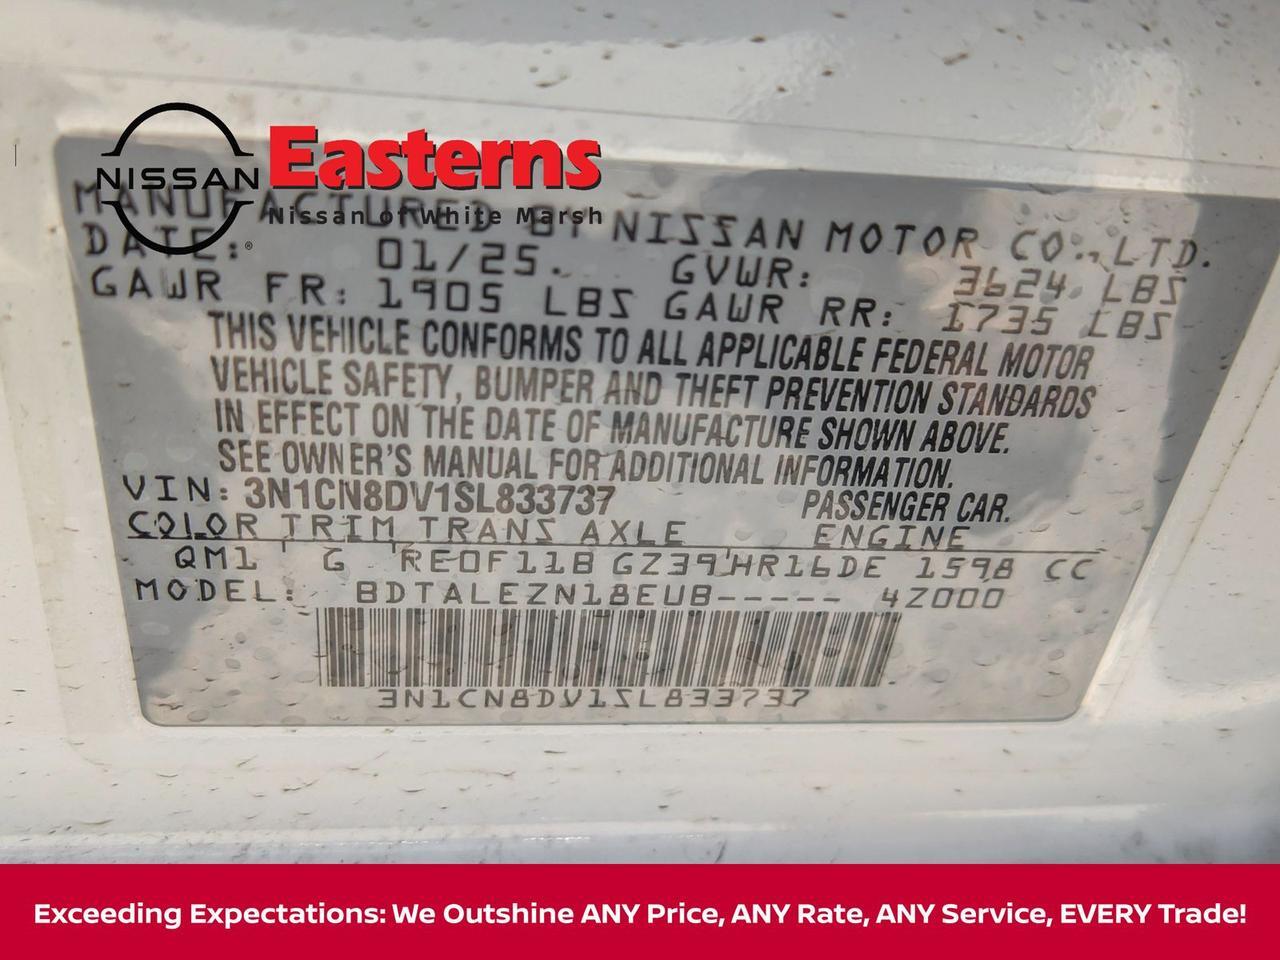 NISSAN
®
Easterns
Nissan of White Marsh
MANUFACTURED BY NISSAN MOTOR CO., LTD.
DATE: 01/25. GVWR: 3624 LBS
GAWR FR: 1905 LBS GAWR RR: 1735 LBS
THIS VEHICLE CONFORMS TO ALL APPLICABLE FEDERAL MOTOR
VEHICLE SAFETY, BUMPER AND THEFT PREVENTION STANDARDS
IN EFFECT ON THE DATE OF MANUFACTURE SHOWN ABOVE.
SEE OWNER'S MANUAL FOR ADDITIONAL INFORMATION.
VIN: 3N1CN8DV1SL833737 PASSENGER CAR.
COLOR TRIM TRANS AXLE ENGINE
QM1 G RE0F11B GZ39 HR16DE 1598 CC
MODEL: BDTALEZN18EUB----- 4Z000
3N1CN8DV1SL833737
Exceeding Expectations: We Outshine ANY Price, ANY Rate, ANY Service, EVERY Trade!